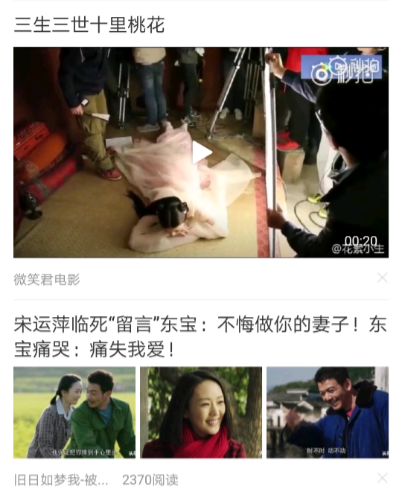 三生三世十里桃花
秒拍
00:20
@花絮小生
微笑君电影
宋运萍临死“留言”东宝：不悔做你的妻子！东
宝痛哭：痛失我爱！
旧日如梦我-被... 2370阅读